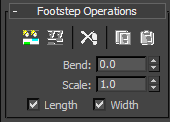 - Footstep Operations
Bend: 0.0
Scale: 1.0
Length Width